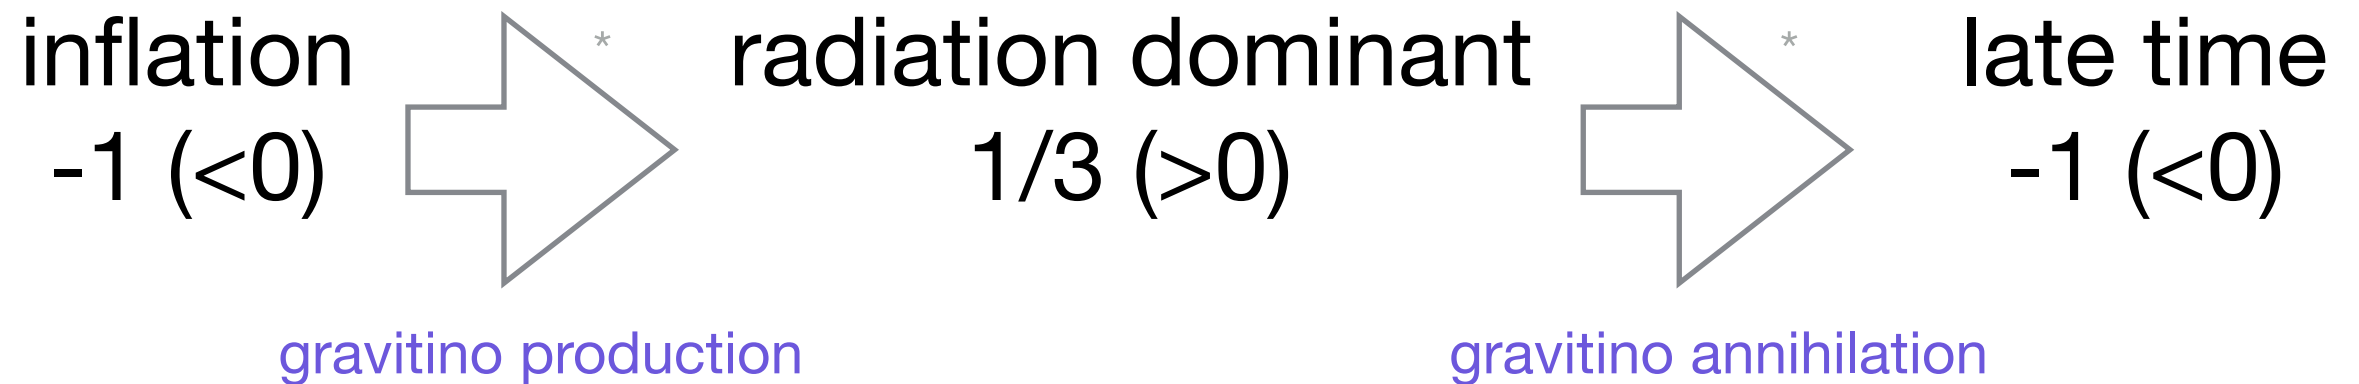 inflation * radiation dominant * late time
-1 (<0) 1/3 (>0) -1 (<0)
gravitino production gravitino annihilation